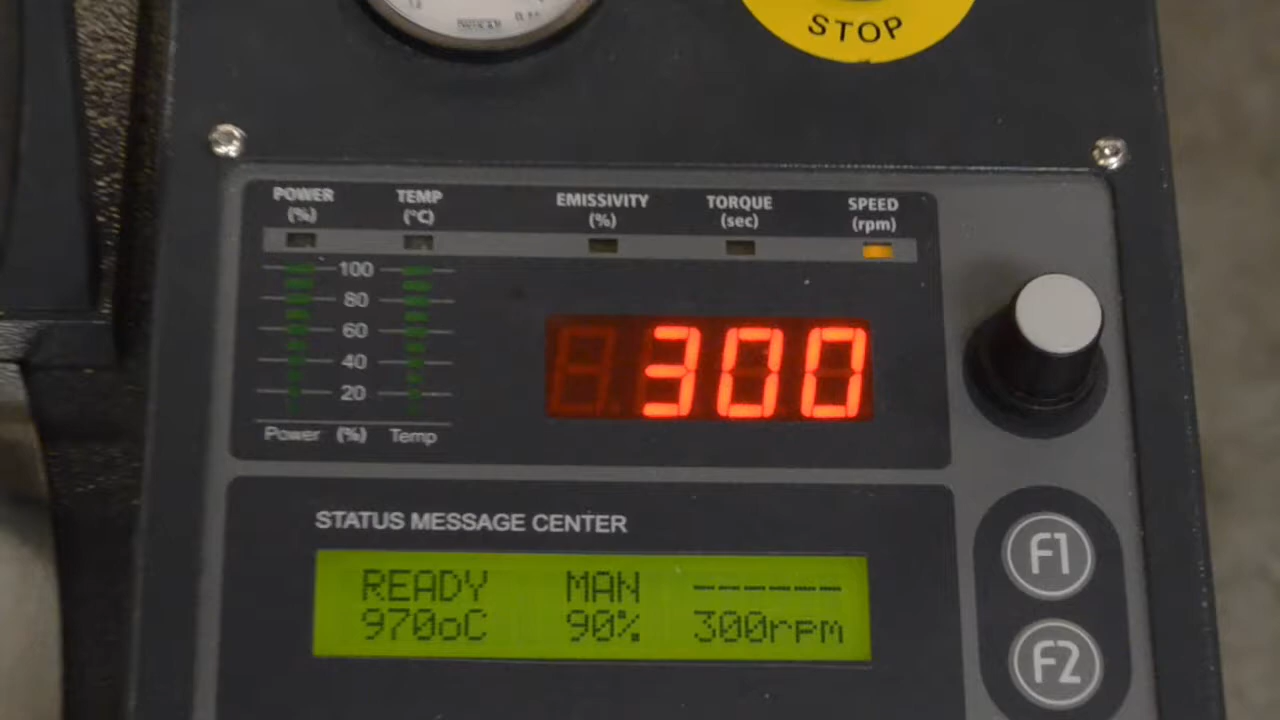 STOP
POWER TEMP EMISSIVITY TORQUE SPEED
(%) (°C) (%) (sec) (rpm)
100
80
60
40
20
Power (%) Temp
300
STATUS MESSAGE CENTER
READY MAN ------
970oC 90% 300rpm
F1
F2